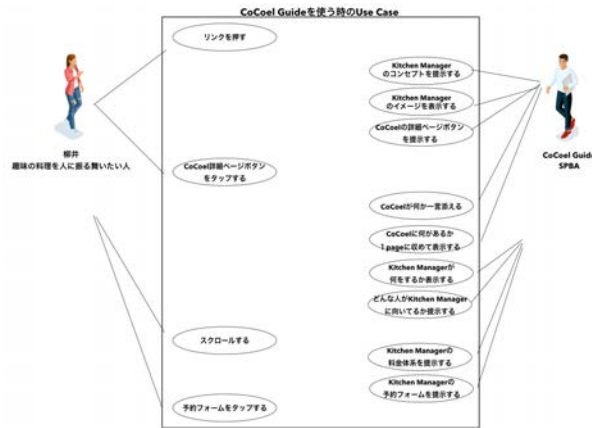 CoCoel Guideを使う時のUse Case
リンクを押す
Kitchen Manager
のコンセプトを提示する
Kitchen Manager
のイメージを表示する
CoCoelの詳細ページボタン
を提示する
柳井
趣味の料理を人に振る舞いたい人
CoCoel Guide
SPBA
CoCoel詳細ページボタン
をタップする
CoCoelが何か一言添える
CoCoelに何があるか
1 pageに収めて表示する
Kitchen Managerが
何をするか表示する
どんな人がKitchen Manager
に向いてるか提示する
スクロールする
Kitchen Managerの
料金体系を提示する
Kitchen Managerの
予約フォームを提示する
予約フォームをタップする